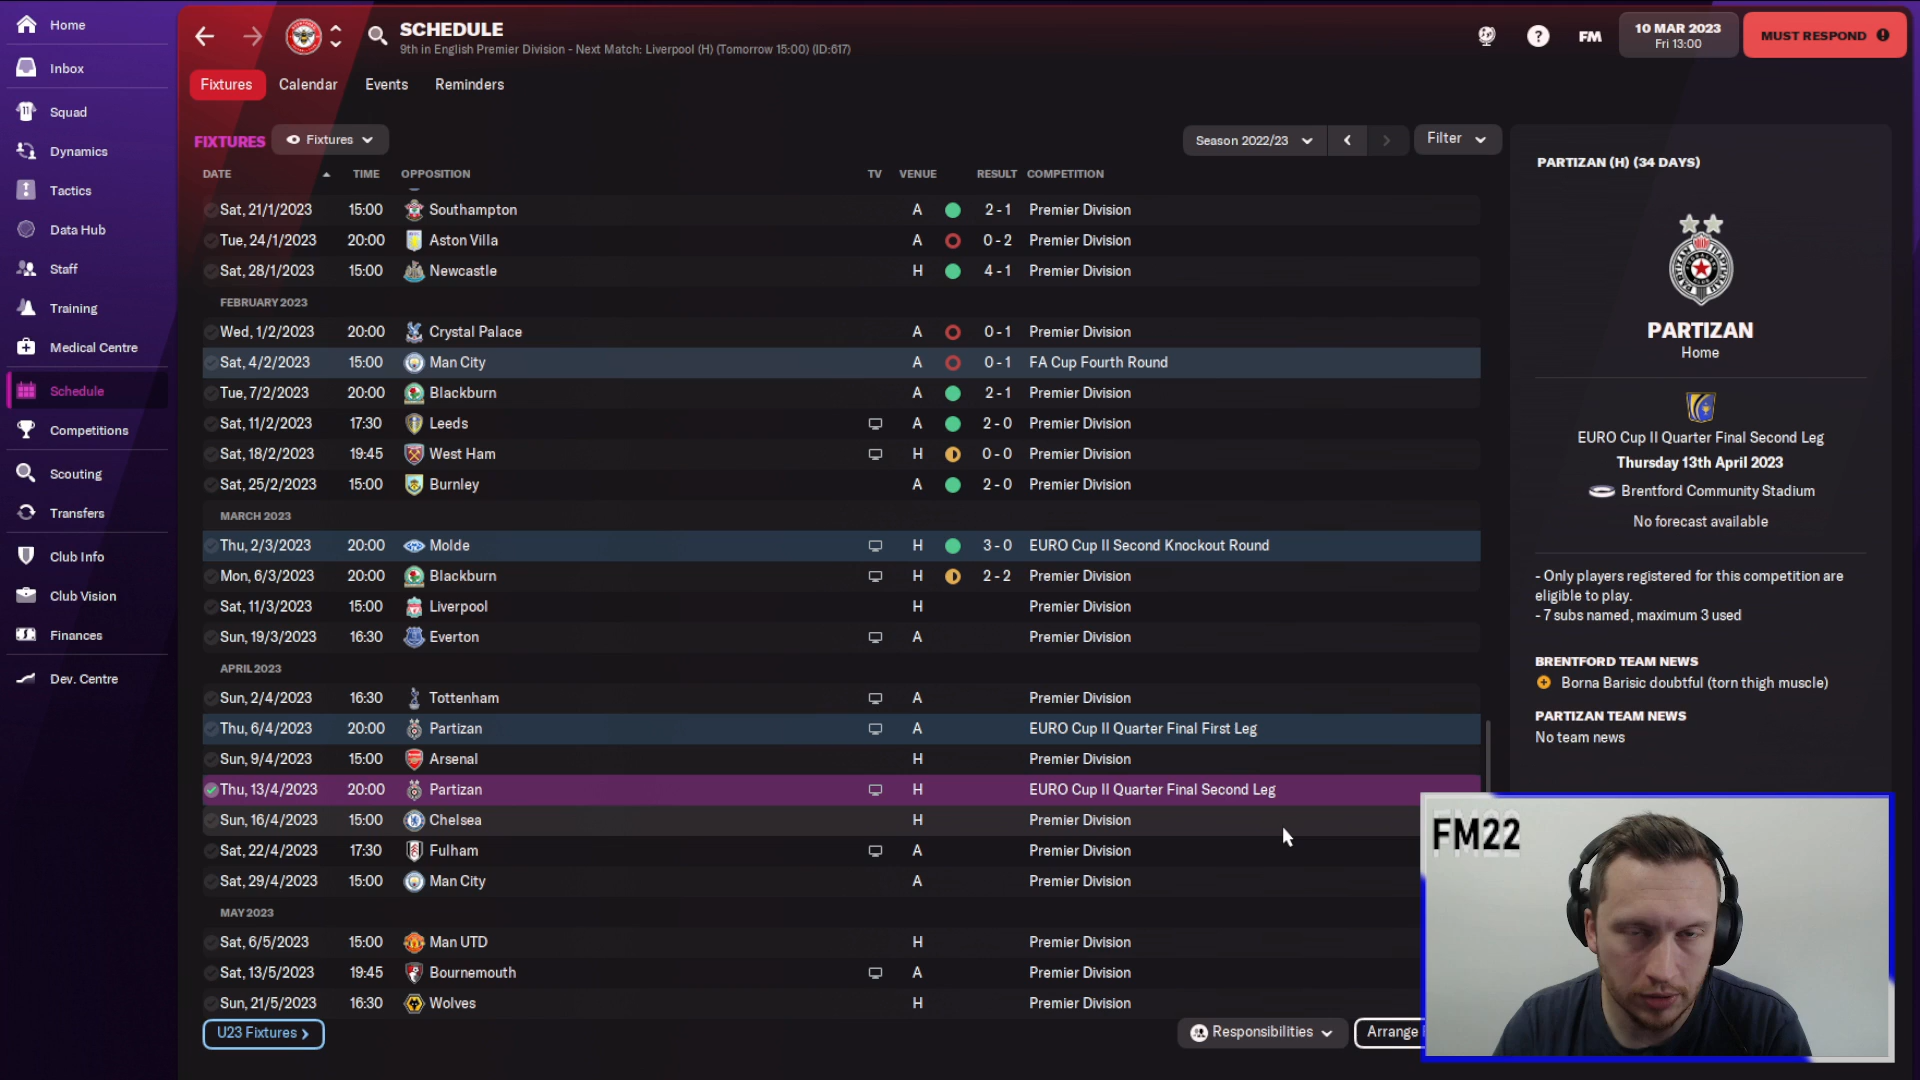 Home
Inbox
Squad
Dynamics
Tactics
Data Hub
Staff
Training
Medical Centre
Schedule
Competitions
Scouting
Transfers
Club Info
Club Vision
Finances
Dev. Centre
SCHEDULE
9th in English Premier Division - Next Match: Liverpool (H) (Tomorrow 15:00) (ID:617)
FM
10 MAR 2023
Fri 13:00
MUST RESPOND
Fixtures Calendar Events Reminders
FIXTURES Fixtures Season 2022/23 Filter
DATE TIME OPPOSITION TV VENUE RESULT COMPETITION
Sat, 21/1/2023 15:00 Southampton A 2 - 1 Premier Division
Tue, 24/1/2023 20:00 Aston Villa A 0 - 2 Premier Division
Sat, 28/1/2023 15:00 Newcastle H 4 - 1 Premier Division
FEBRUARY 2023
Wed, 1/2/2023 20:00 Crystal Palace A 0 - 1 Premier Division
Sat, 4/2/2023 15:00 Man City A 0 - 1 FA Cup Fourth Round
Tue, 7/2/2023 20:00 Blackburn A 2 - 1 Premier Division
Sat, 11/2/2023 17:30 Leeds A 2 - 0 Premier Division
Sat, 18/2/2023 19:45 West Ham H 0 - 0 Premier Division
Sat, 25/2/2023 15:00 Burnley A 2 - 0 Premier Division
MARCH 2023
Thu, 2/3/2023 20:00 Molde H 3 - 0 EURO Cup II Second Knockout Round
Mon, 6/3/2023 20:00 Blackburn H 2 - 2 Premier Division
Sat, 11/3/2023 15:00 Liverpool H Premier Division
Sun, 19/3/2023 16:30 Everton A Premier Division
APRIL 2023
Sun, 2/4/2023 16:30 Tottenham A Premier Division
Thu, 6/4/2023 20:00 Partizan A EURO Cup II Quarter Final First Leg
Sun, 9/4/2023 15:00 Arsenal H Premier Division
Thu, 13/4/2023 20:00 Partizan H EURO Cup II Quarter Final Second Leg
Sun, 16/4/2023 15:00 Chelsea H Premier Division
Sat, 22/4/2023 17:30 Fulham A Premier Division
Sat, 29/4/2023 15:00 Man City A Premier Division
MAY 2023
Sat, 6/5/2023 15:00 Man UTD H Premier Division
Sat, 13/5/2023 19:45 Bournemouth A Premier Division
Sun, 21/5/2023 16:30 Wolves H Premier Division
U23 Fixtures Responsibilities Arrange
PARTIZAN (H) (34 DAYS)
PARTIZAN
Home
EURO Cup II Quarter Final Second Leg
Thursday 13th April 2023
Brentford Community Stadium
No forecast available
- Only players registered for this competition are
eligible to play.
- 7 subs named, maximum 3 used
BRENTFORD TEAM NEWS
Borna Barisic doubtful (torn thigh muscle)
PARTIZAN TEAM NEWS
No team news
FM22